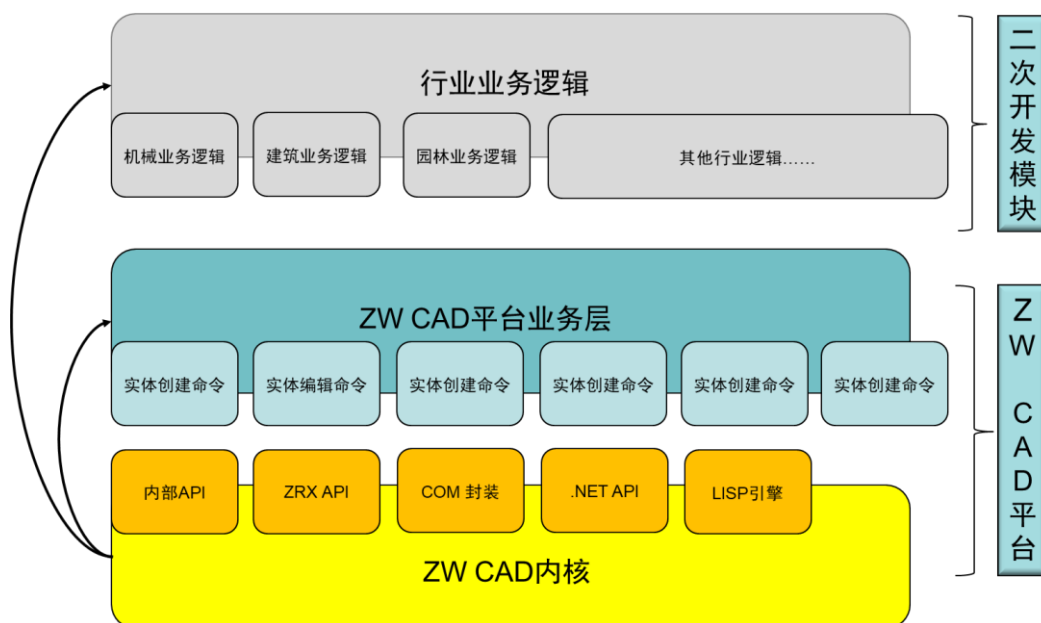 行业业务逻辑
机械业务逻辑
建筑业务逻辑
园林业务逻辑
其他行业逻辑……
二次开发模块
ZW CAD平台业务层
实体创建命令
实体编辑命令
实体创建命令
实体创建命令
实体创建命令
实体创建命令
内部API
ZRX API
COM 封装
.NET API
LISP引擎
ZW CAD内核
ZW CAD平台